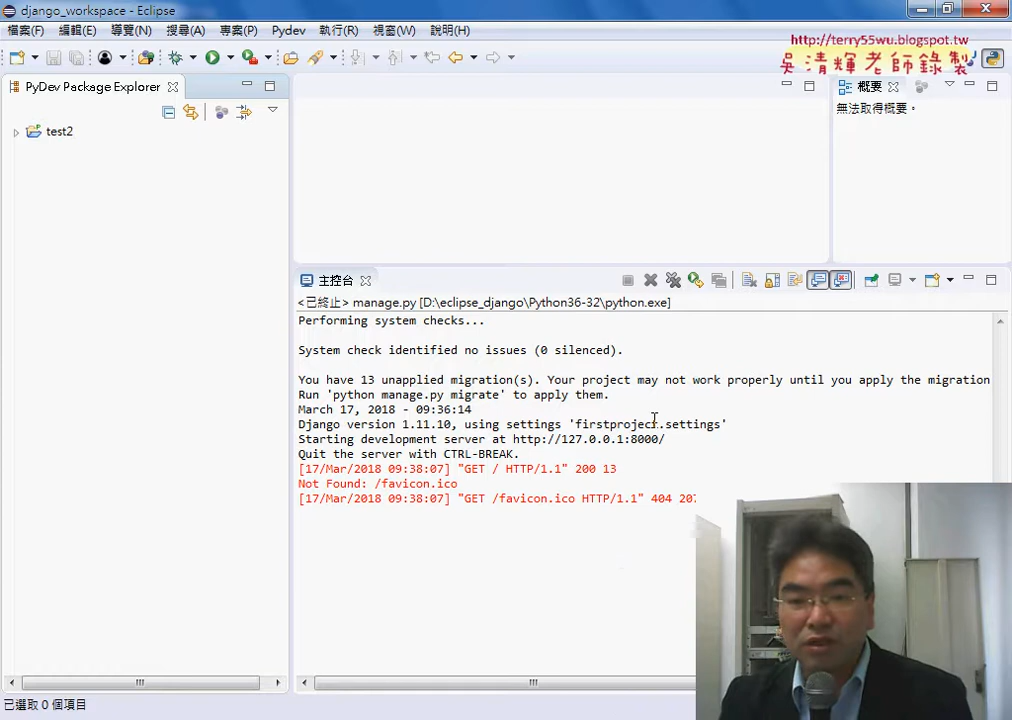 django_workspace - Eclipse
檔案(F) 編輯(E) 導覽(N) 搜尋(A) 專案(P) Pydev 執行(R) 視窗(W) 說明(H)
http://terry55wu.blogspot.tw
吳清輝老師錄製
PyDev Package Explorer
test2
概要
無法取得概要。
主控台
<已終止> manage.py [D:\eclipse_django\Python36-32\python.exe]
Performing system checks...
System check identified no issues (0 silenced).
You have 13 unapplied migration(s). Your project may not work properly until you apply the migration
Run 'python manage.py migrate' to apply them.
March 17, 2018 - 09:36:14
Django version 1.11.10, using settings 'firstproject.settings'
Starting development server at http://127.0.0.1:8000/
Quit the server with CTRL-BREAK.
[17/Mar/2018 09:38:07] "GET / HTTP/1.1" 200 13
Not Found: /favicon.ico
[17/Mar/2018 09:38:07] "GET /favicon.ico HTTP/1.1" 404 207
已選取 0 個項目